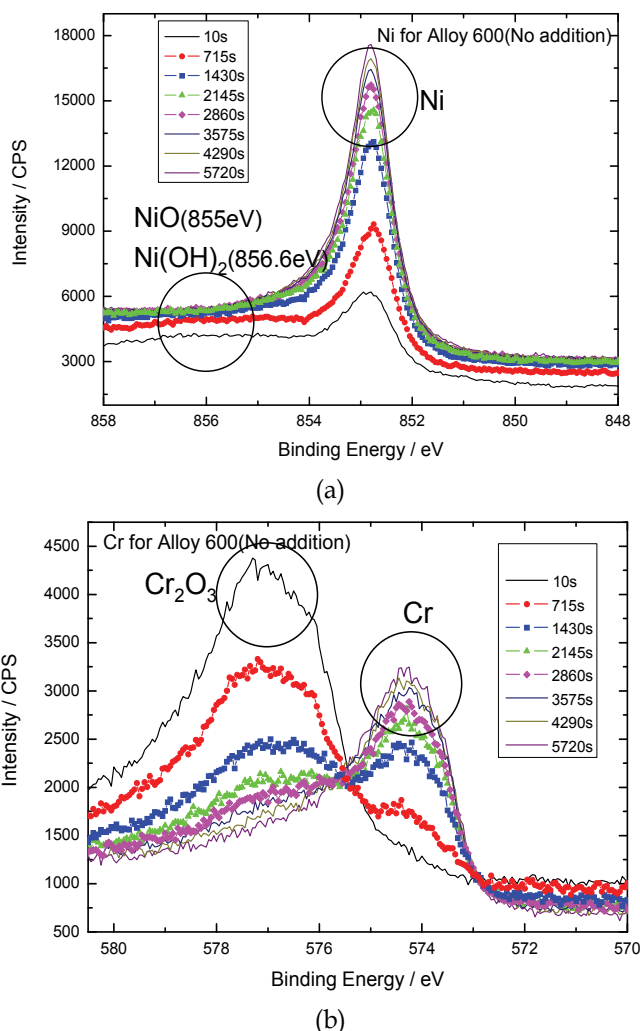 Ni for Alloy 600(No addition)
10s
715s
1430s
2145s
2860s
3575s
4290s
5720s
Ni
NiO(855eV)
Ni(OH)₂(856.6eV)
18000
15000
12000
9000
6000
3000
Intensity / CPS
858 856 854 852 850 848
Binding Energy / eV
(a)
Cr for Alloy 600(No addition)
Cr₂O₃
Cr
10s
715s
1430s
2145s
2860s
3575s
4290s
5720s
4500
4000
3500
3000
2500
2000
1500
1000
500
Intensity / CPS
580 578 576 574 572 570
Binding Energy / eV
(b)